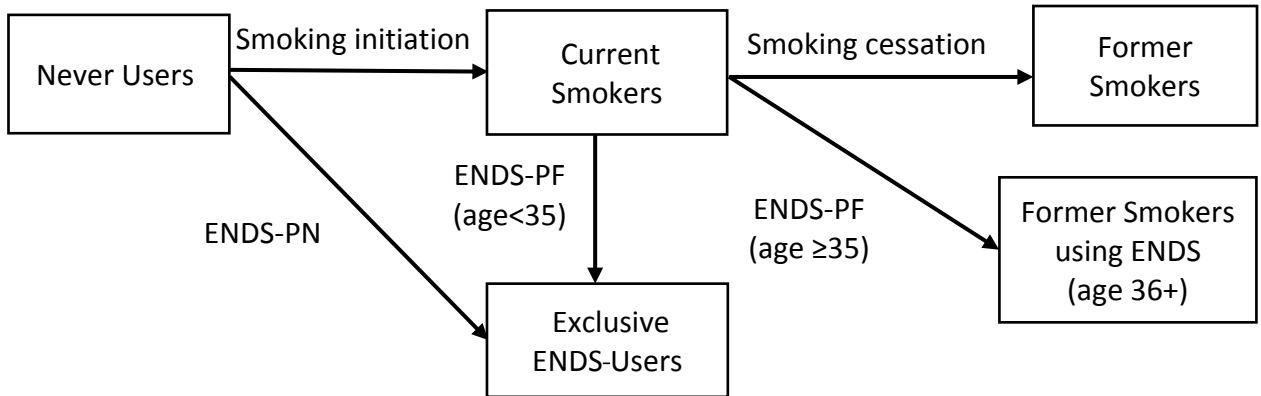 Never Users
Smoking initiation
Current
Smokers
Smoking cessation
Former
Smokers
ENDS-PN
ENDS-PF
(age<35)
ENDS-PF
(age ≥35)
Former Smokers
using ENDS
(age 36+)
Exclusive
ENDS-Users